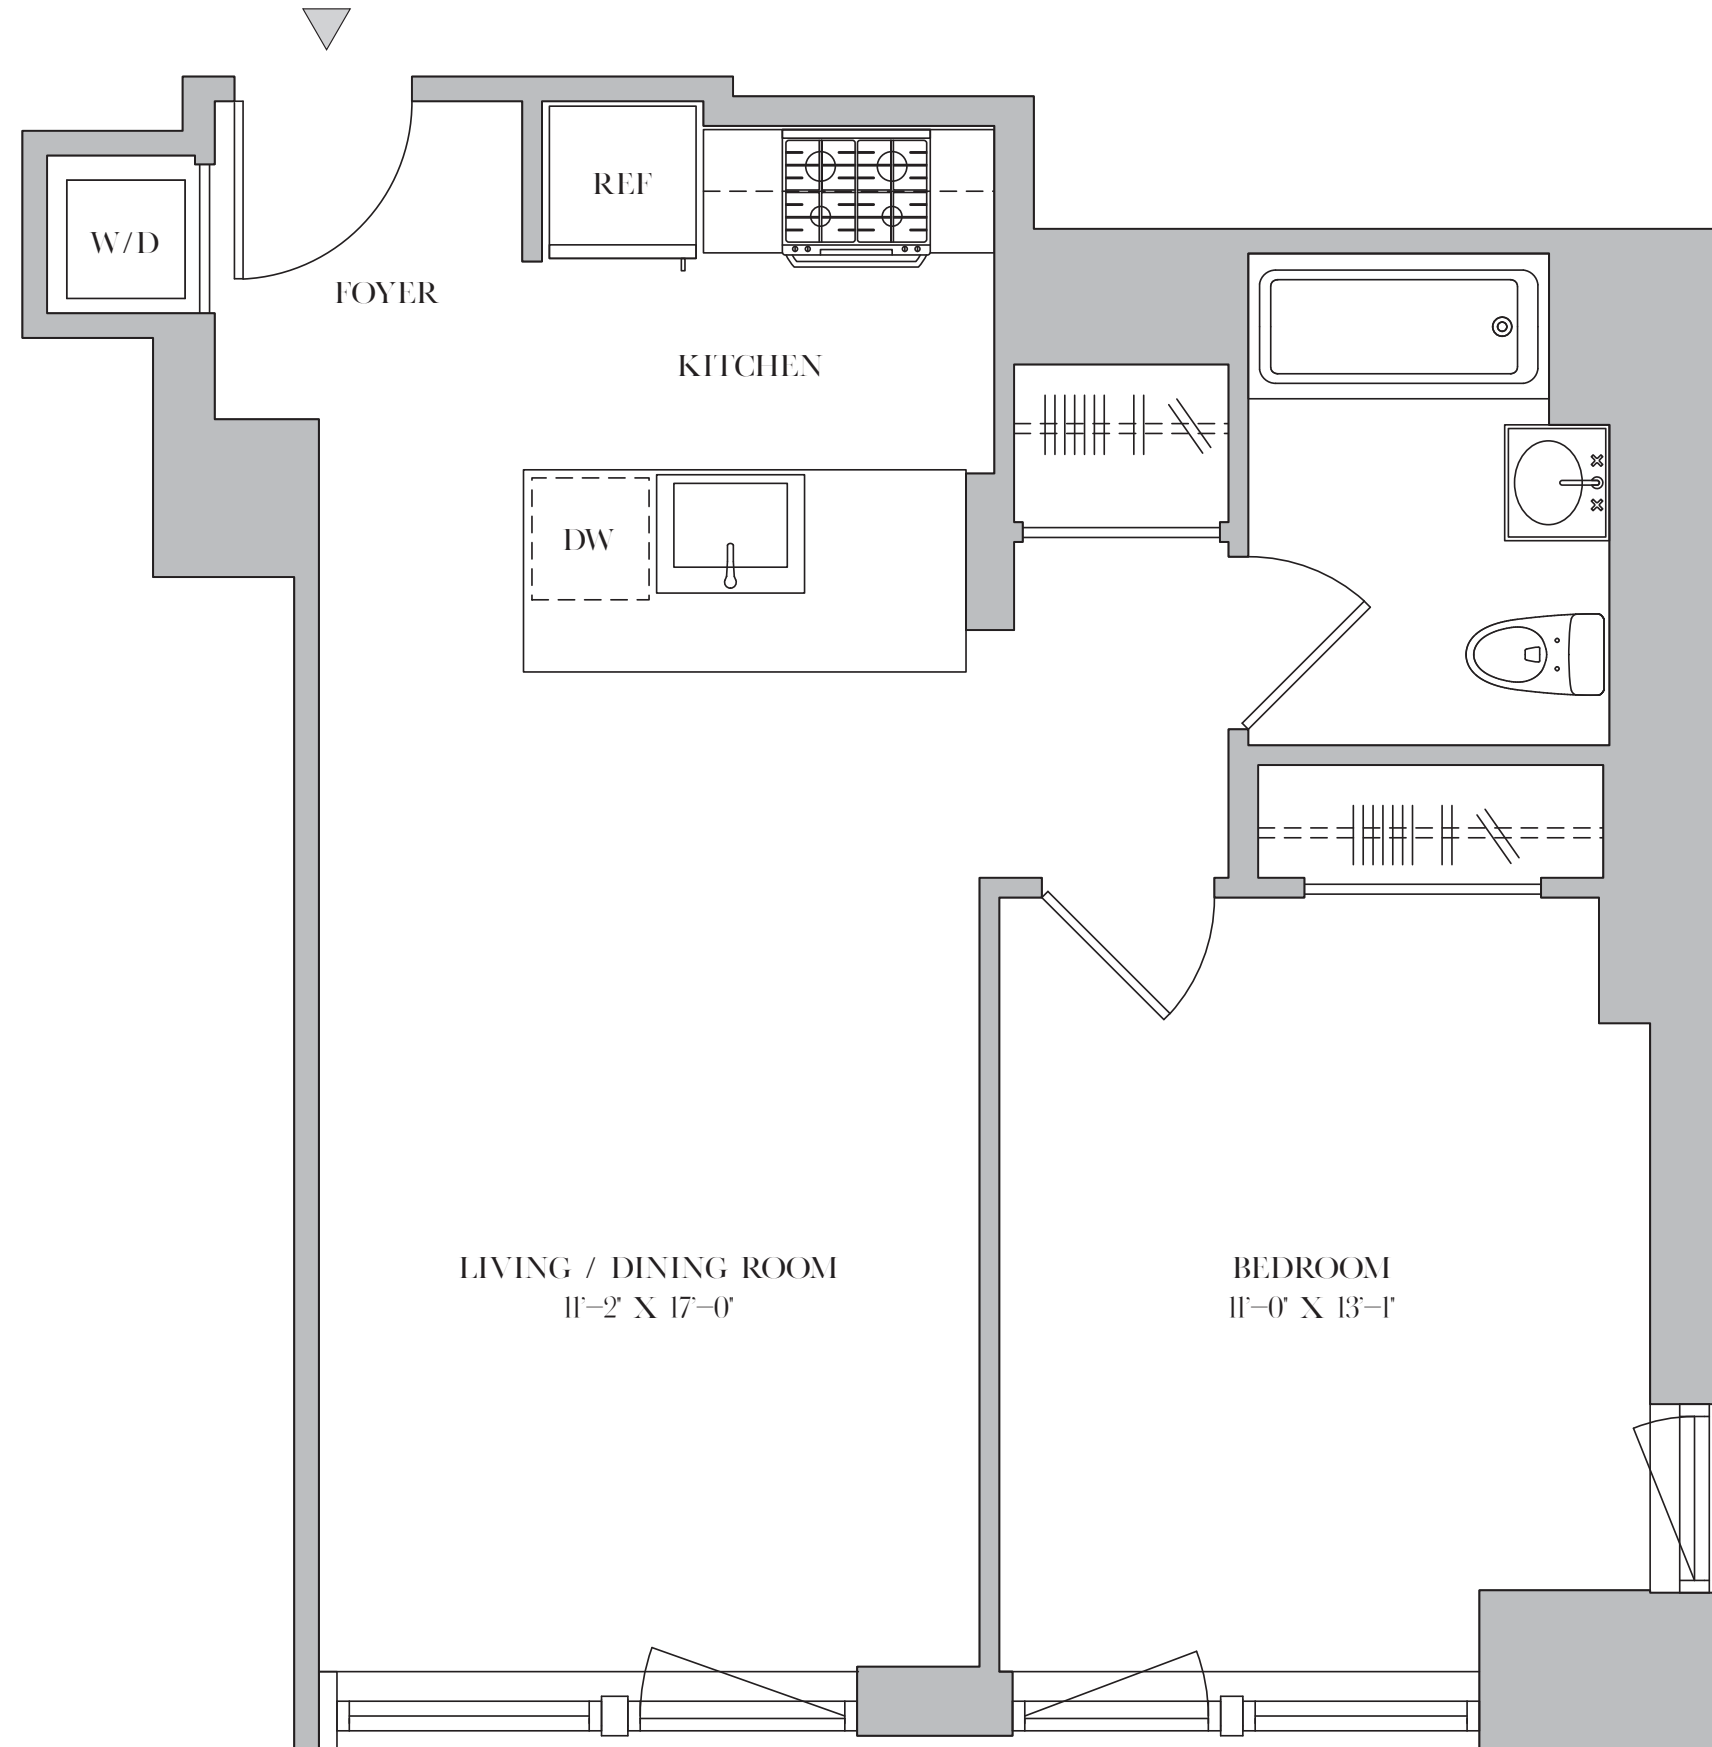 REF
W/D
FOYER
KITCHEN
DW
LIVING / DINING ROOM
11'-2" X 17'-0"
BEDROOM
11'-0" X 13'-1"